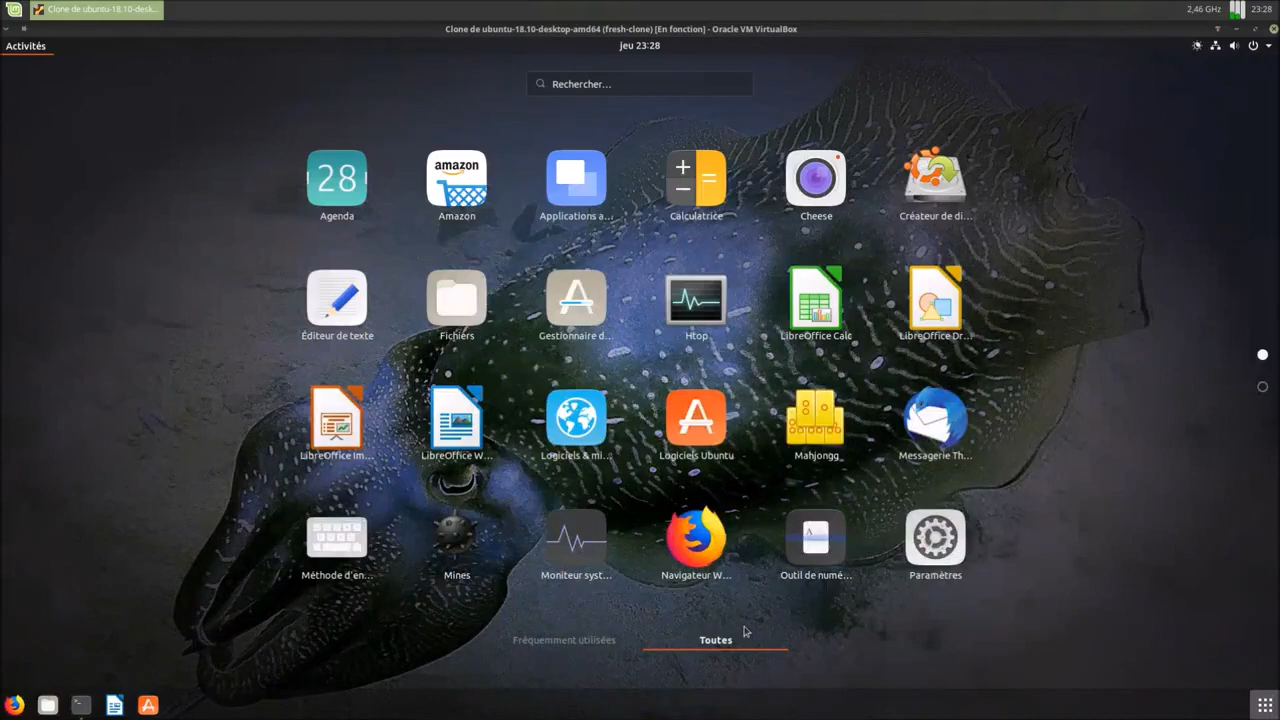 Clone de ubuntu-18.10-desk...
2,46 GHz
23:28
Clone de ubuntu-18.10-desktop-amd64 (fresh-clone) [En fonction] - Oracle VM VirtualBox
Activités
jeu 23:28
Rechercher...
28
amazon
Agenda
Amazon
Applications a...
Calculatrice
Cheese
Créateur de di...
Éditeur de texte
Fichiers
Gestionnaire d...
Htop
LibreOffice Calc
LibreOffice Dr...
LibreOffice Im...
LibreOffice W...
Logiciels & mi...
Logiciels Ubuntu
Mahjongg
Messagerie Th...
Méthode d'en...
Mines
Moniteur syst...
Navigateur W...
Outil de numé...
Paramètres
Fréquemment utilisées
Toutes